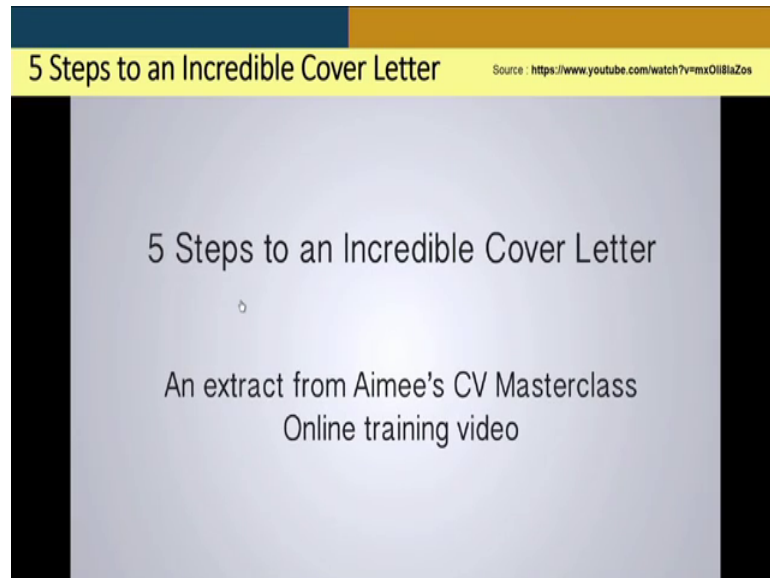 5 Steps to an Incredible Cover Letter
Source : https://www.youtube.com/watch?v=mxOli8laZos
5 Steps to an Incredible Cover Letter
An extract from Aimee's CV Masterclass
Online training video